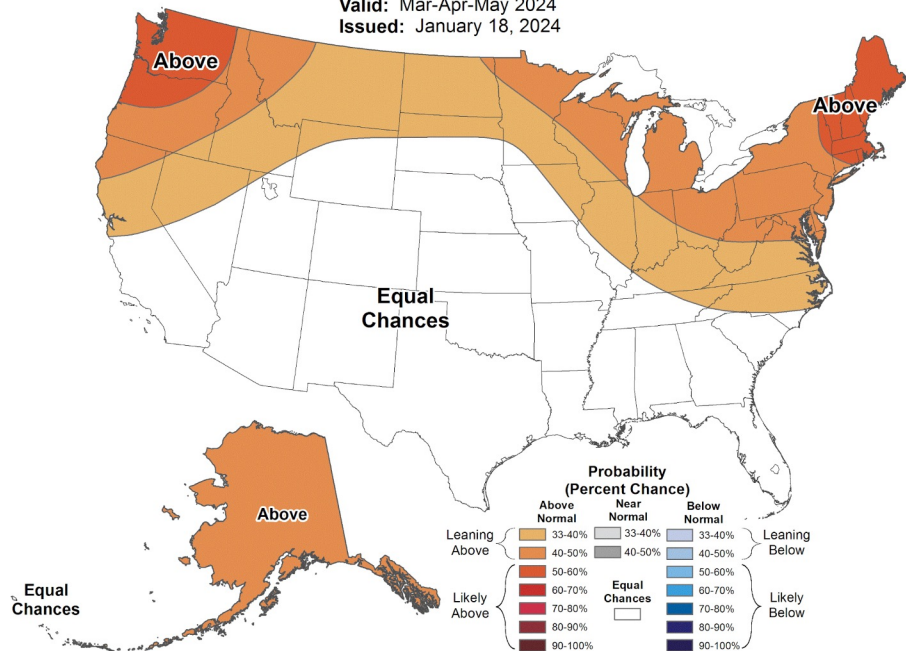 Valid: Mar-Apr-May 2024
Issued: January 18, 2024
Above
Above
Equal
Chances
Above
Equal
Chances
Probability
(Percent Chance)
Above
Normal
Near
Normal
Below
Normal
Leaning
Above
33-40%
40-50%
33-40%
40-50%
33-40%
40-50%
Leaning
Below
Likely
Above
50-60%
60-70%
70-80%
80-90%
90-100%
Equal
Chances
50-60%
60-70%
70-80%
80-90%
90-100%
Likely
Below